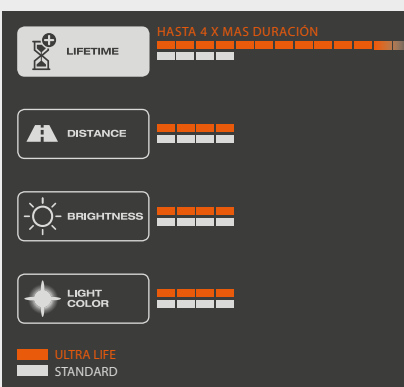 HASTA 4 X MAS DURACIÓN
LIFETIME
DISTANCE
BRIGHTNESS
LIGHT
COLOR
ULTRA LIFE
STANDARD